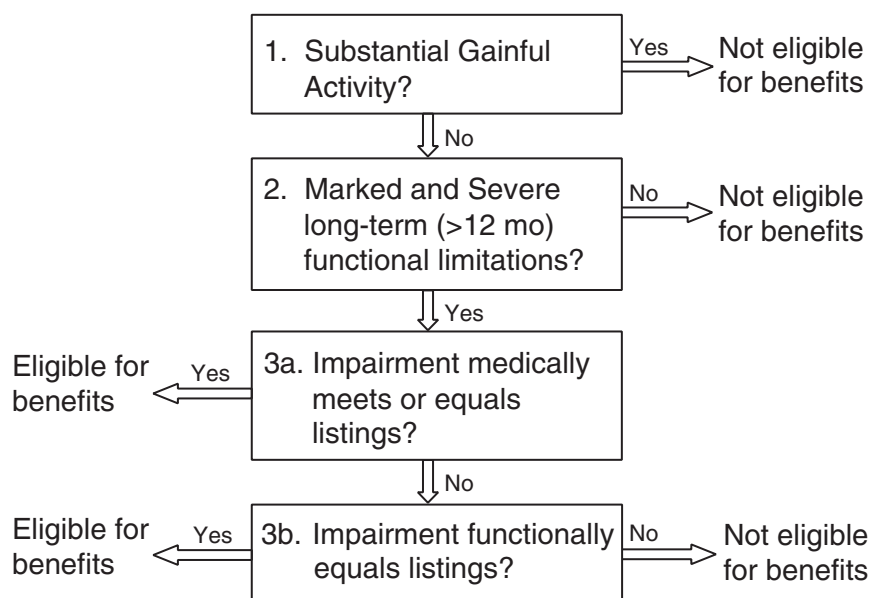 1. Substantial Gainful
Activity?
Yes
Not eligible
for benefits
No
2. Marked and Severe
long-term (>12 mo)
functional limitations?
No
Not eligible
for benefits
Yes
3a. Impairment medically
meets or equals
listings?
Yes
Eligible for
benefits
No
3b. Impairment functionally
equals listings?
Yes
Eligible for
benefits
No
Not eligible
for benefits